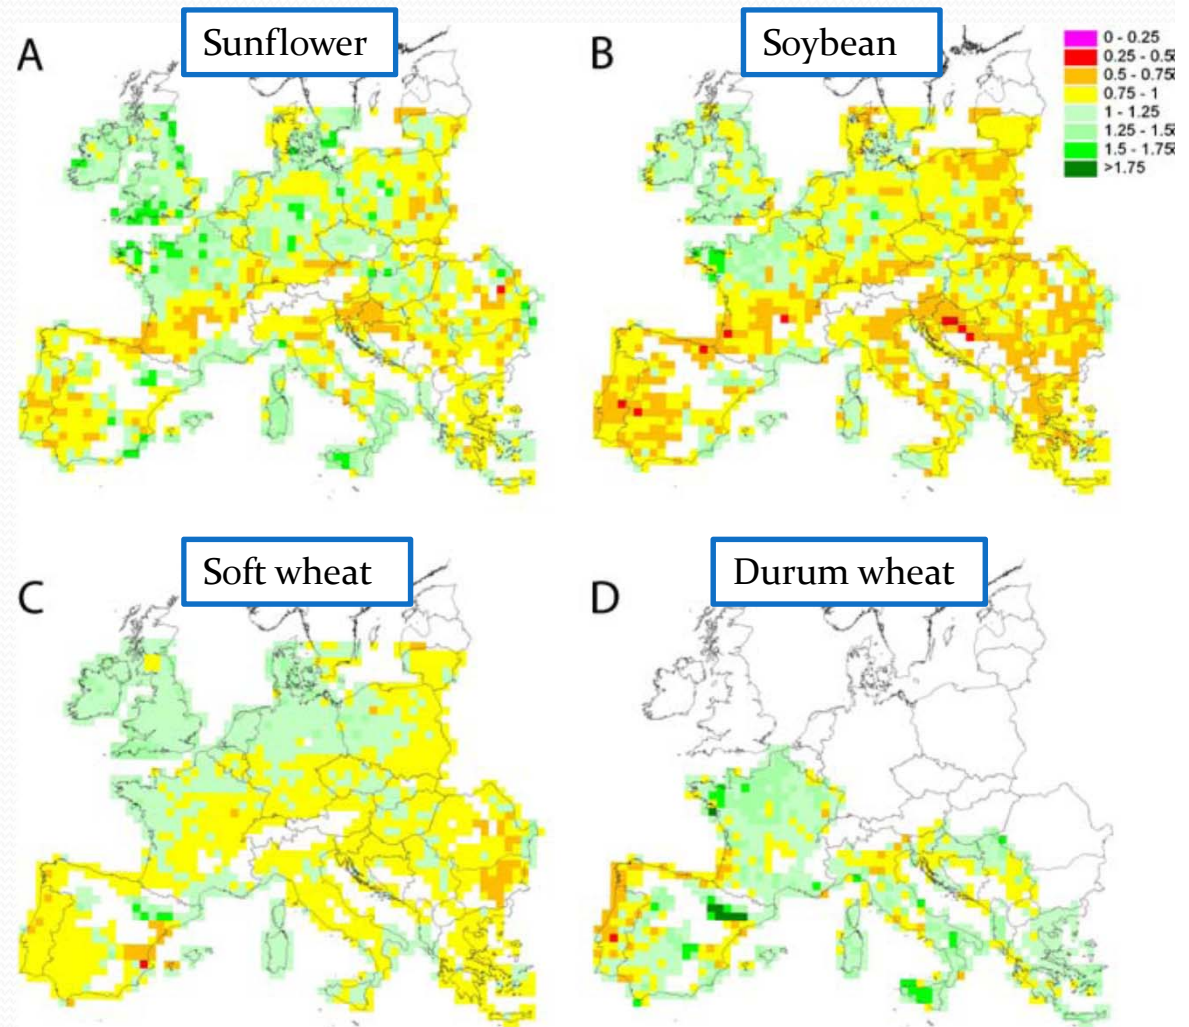 A
Sunflower
B
Soybean
0 - 0.25
0.25 - 0.5
0.5 - 0.75
0.75 - 1
1 - 1.25
1.25 - 1.5
1.5 - 1.75
>1.75
C
Soft wheat
D
Durum wheat